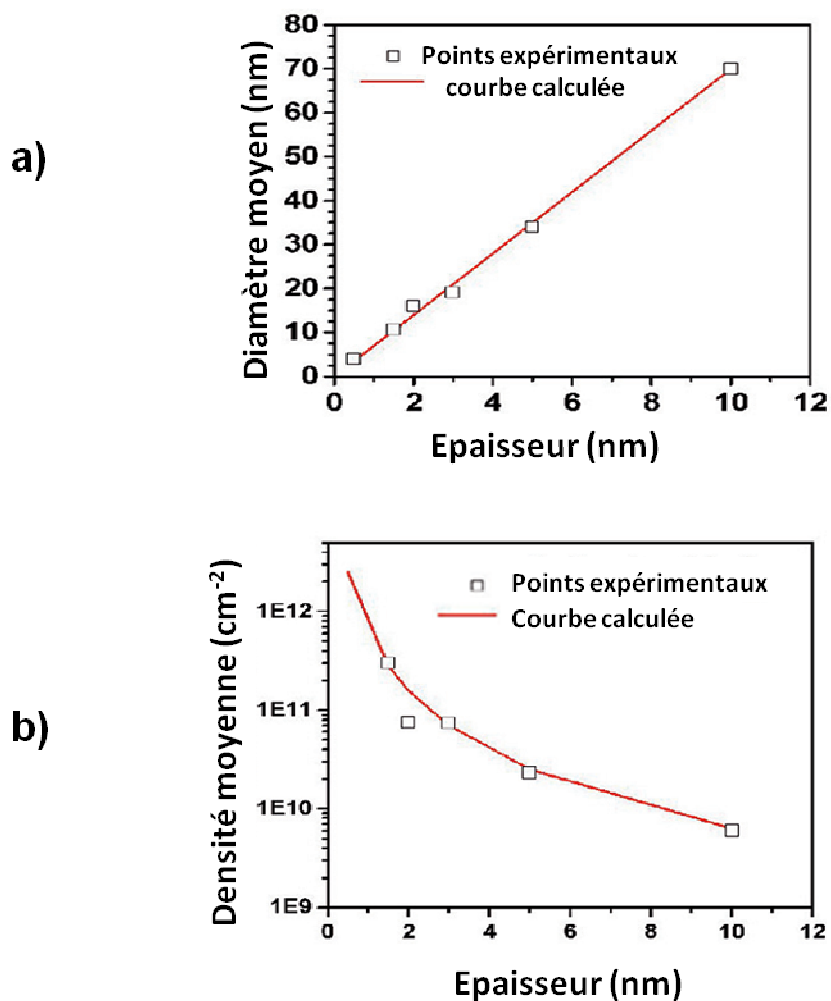 a)
Diamètre moyen (nm)
80
70
60
50
40
30
20
10
0
Points expérimentaux
courbe calculée
0 2 4 6 8 10 12
Epaisseur (nm)
b)
Densité moyenne (cm-2)
1E12
1E11
1E10
1E9
Points expérimentaux
Courbe calculée
0 2 4 6 8 10 12
Epaisseur (nm)